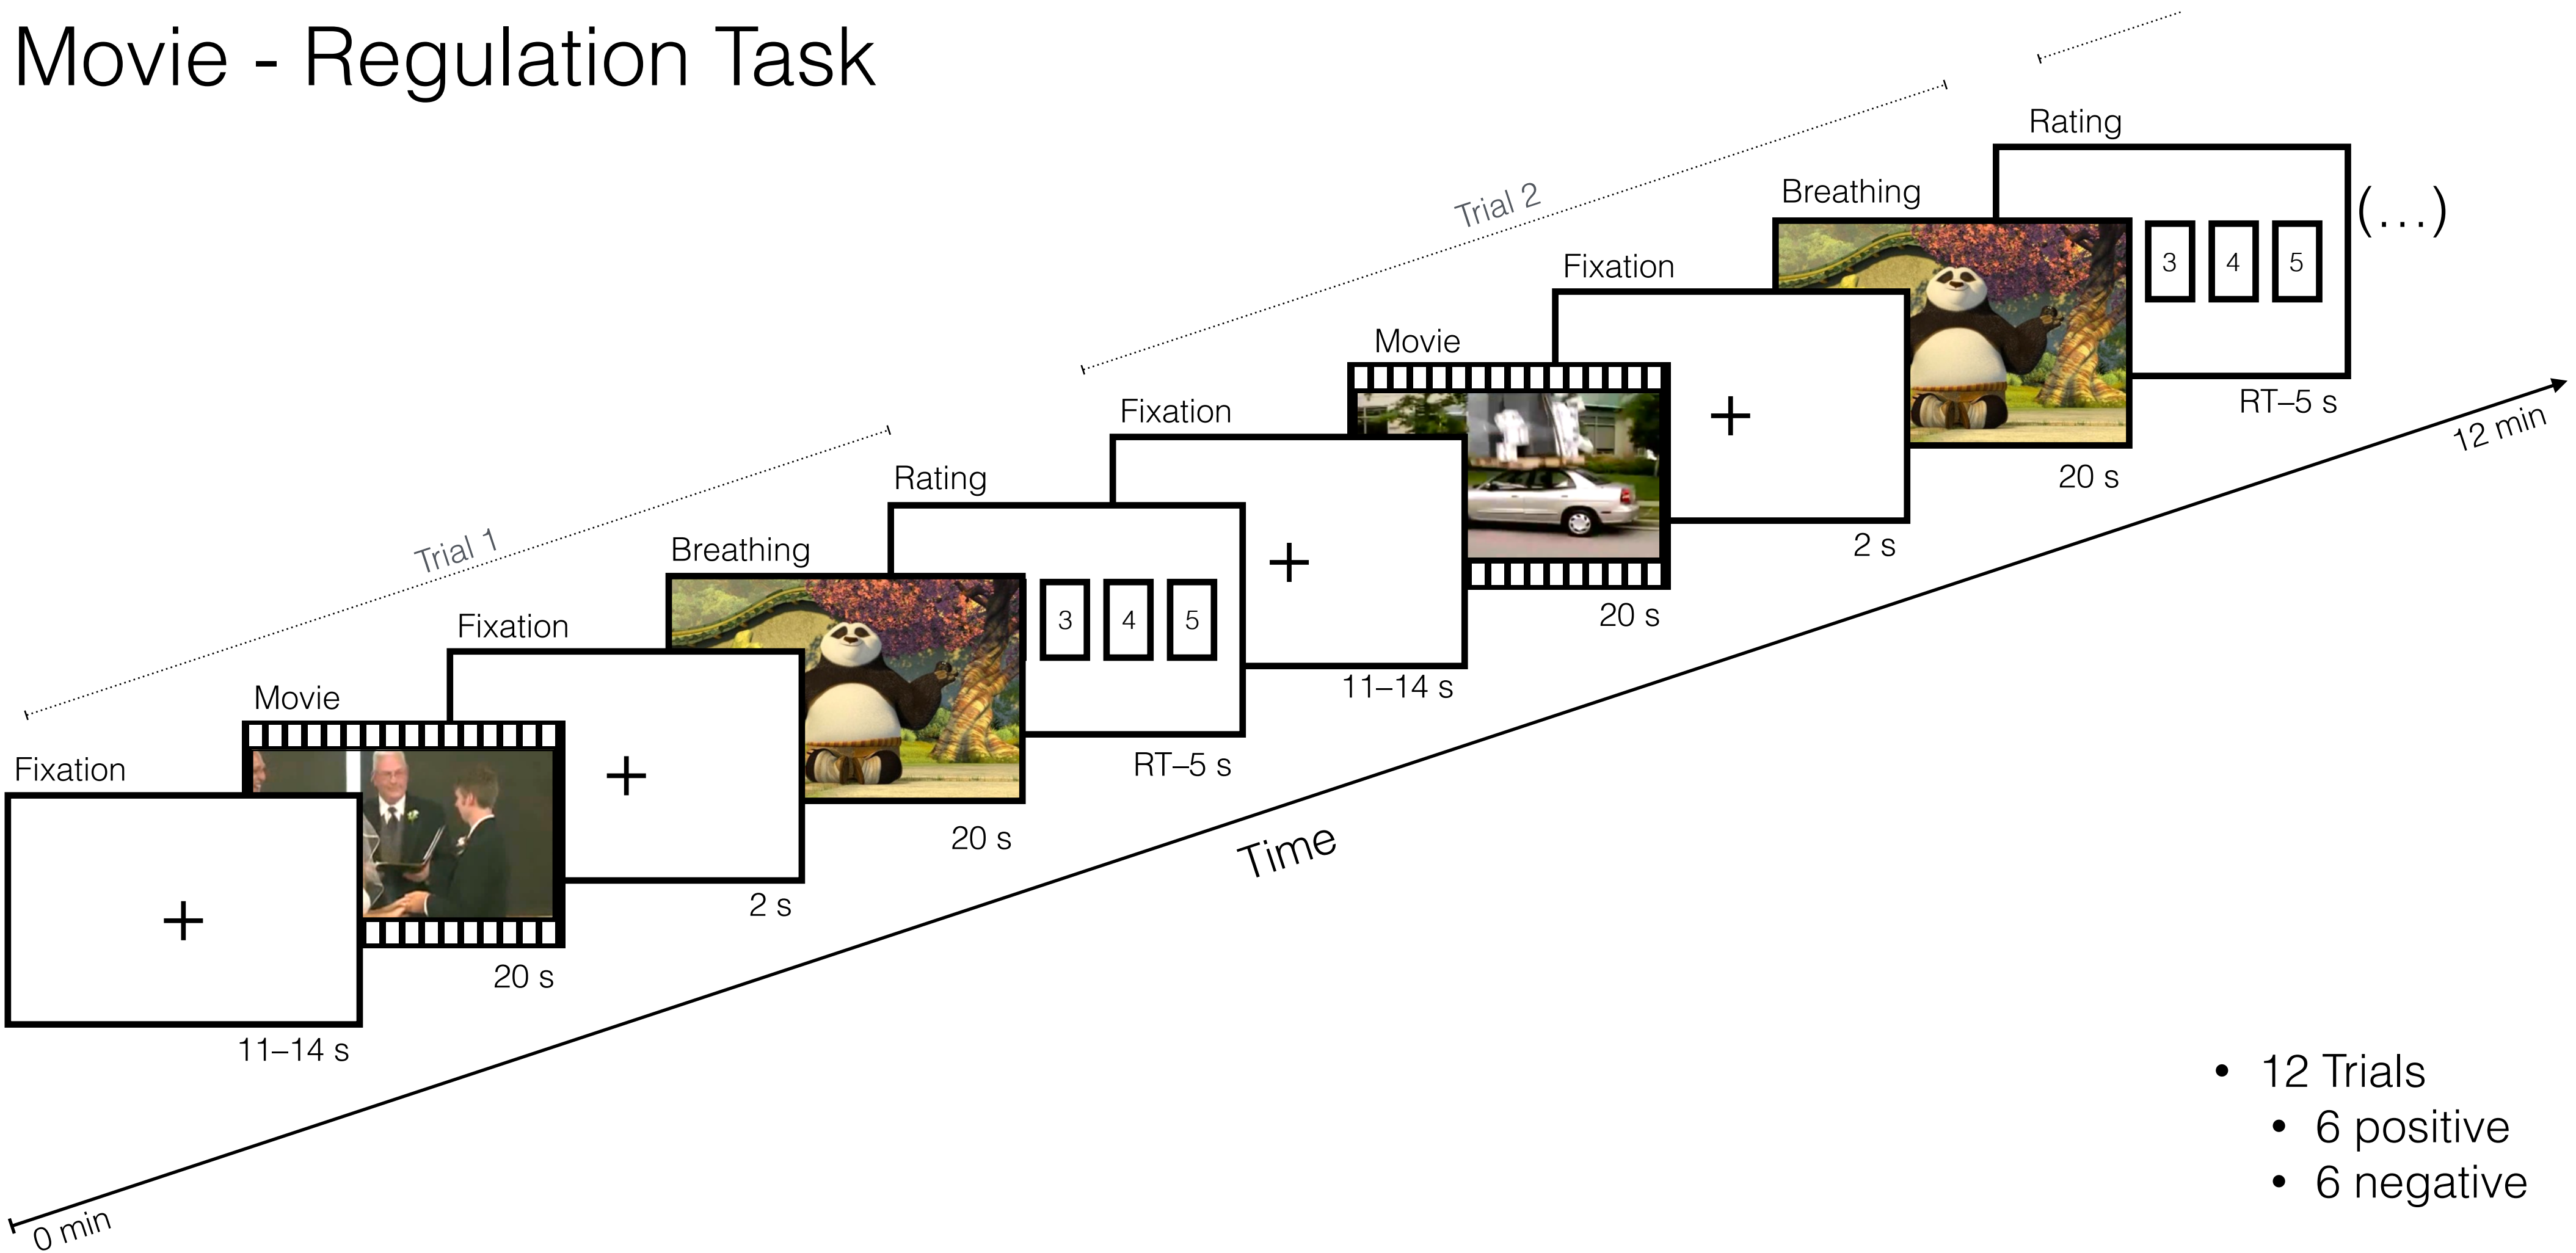 Movie - Regulation Task
Trial 1
Fixation
+
11–14 s
Movie
20 s
Fixation
+
2 s
Breathing
20 s
Rating
3 4 5
RT–5 s
Trial 2
Fixation
+
11–14 s
Movie
20 s
Fixation
+
2 s
Breathing
20 s
Rating
3 4 5
RT–5 s
(...)
0 min
Time
12 min
• 12 Trials
• 6 positive
• 6 negative